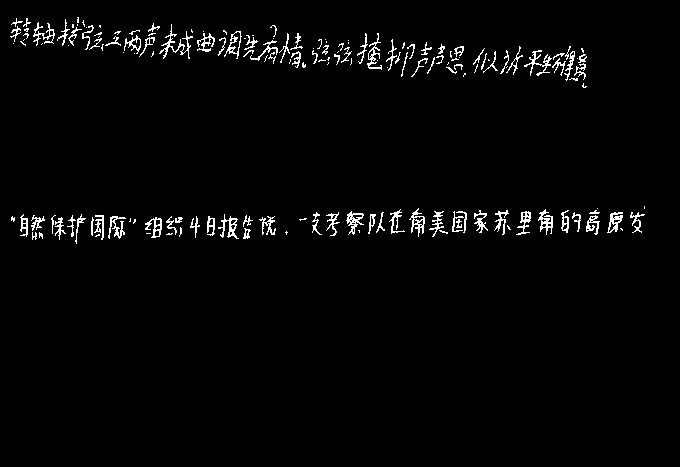 转轴拨弦三两声未成曲调先有情。弦弦掩抑声声思,似诉平生不得意
“自然保护国际”组织4日报告说,一支考察队在南美国家苏里南的高原发